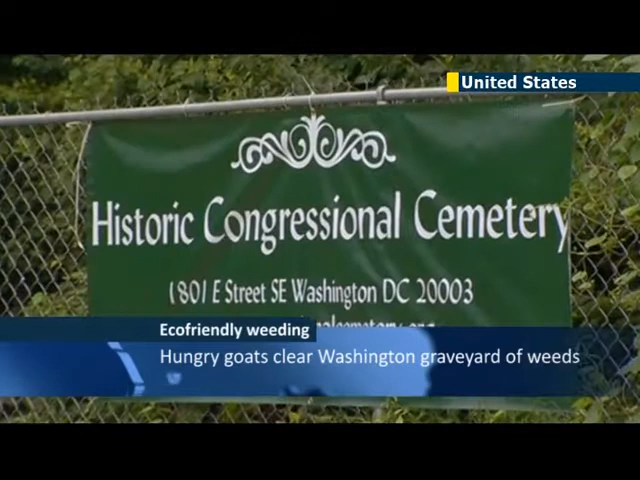 United States
Historic Congressional Cemetery
1801 E Street SE Washington DC 20003
Ecofriendly weeding
Hungry goats clear Washington graveyard of weeds